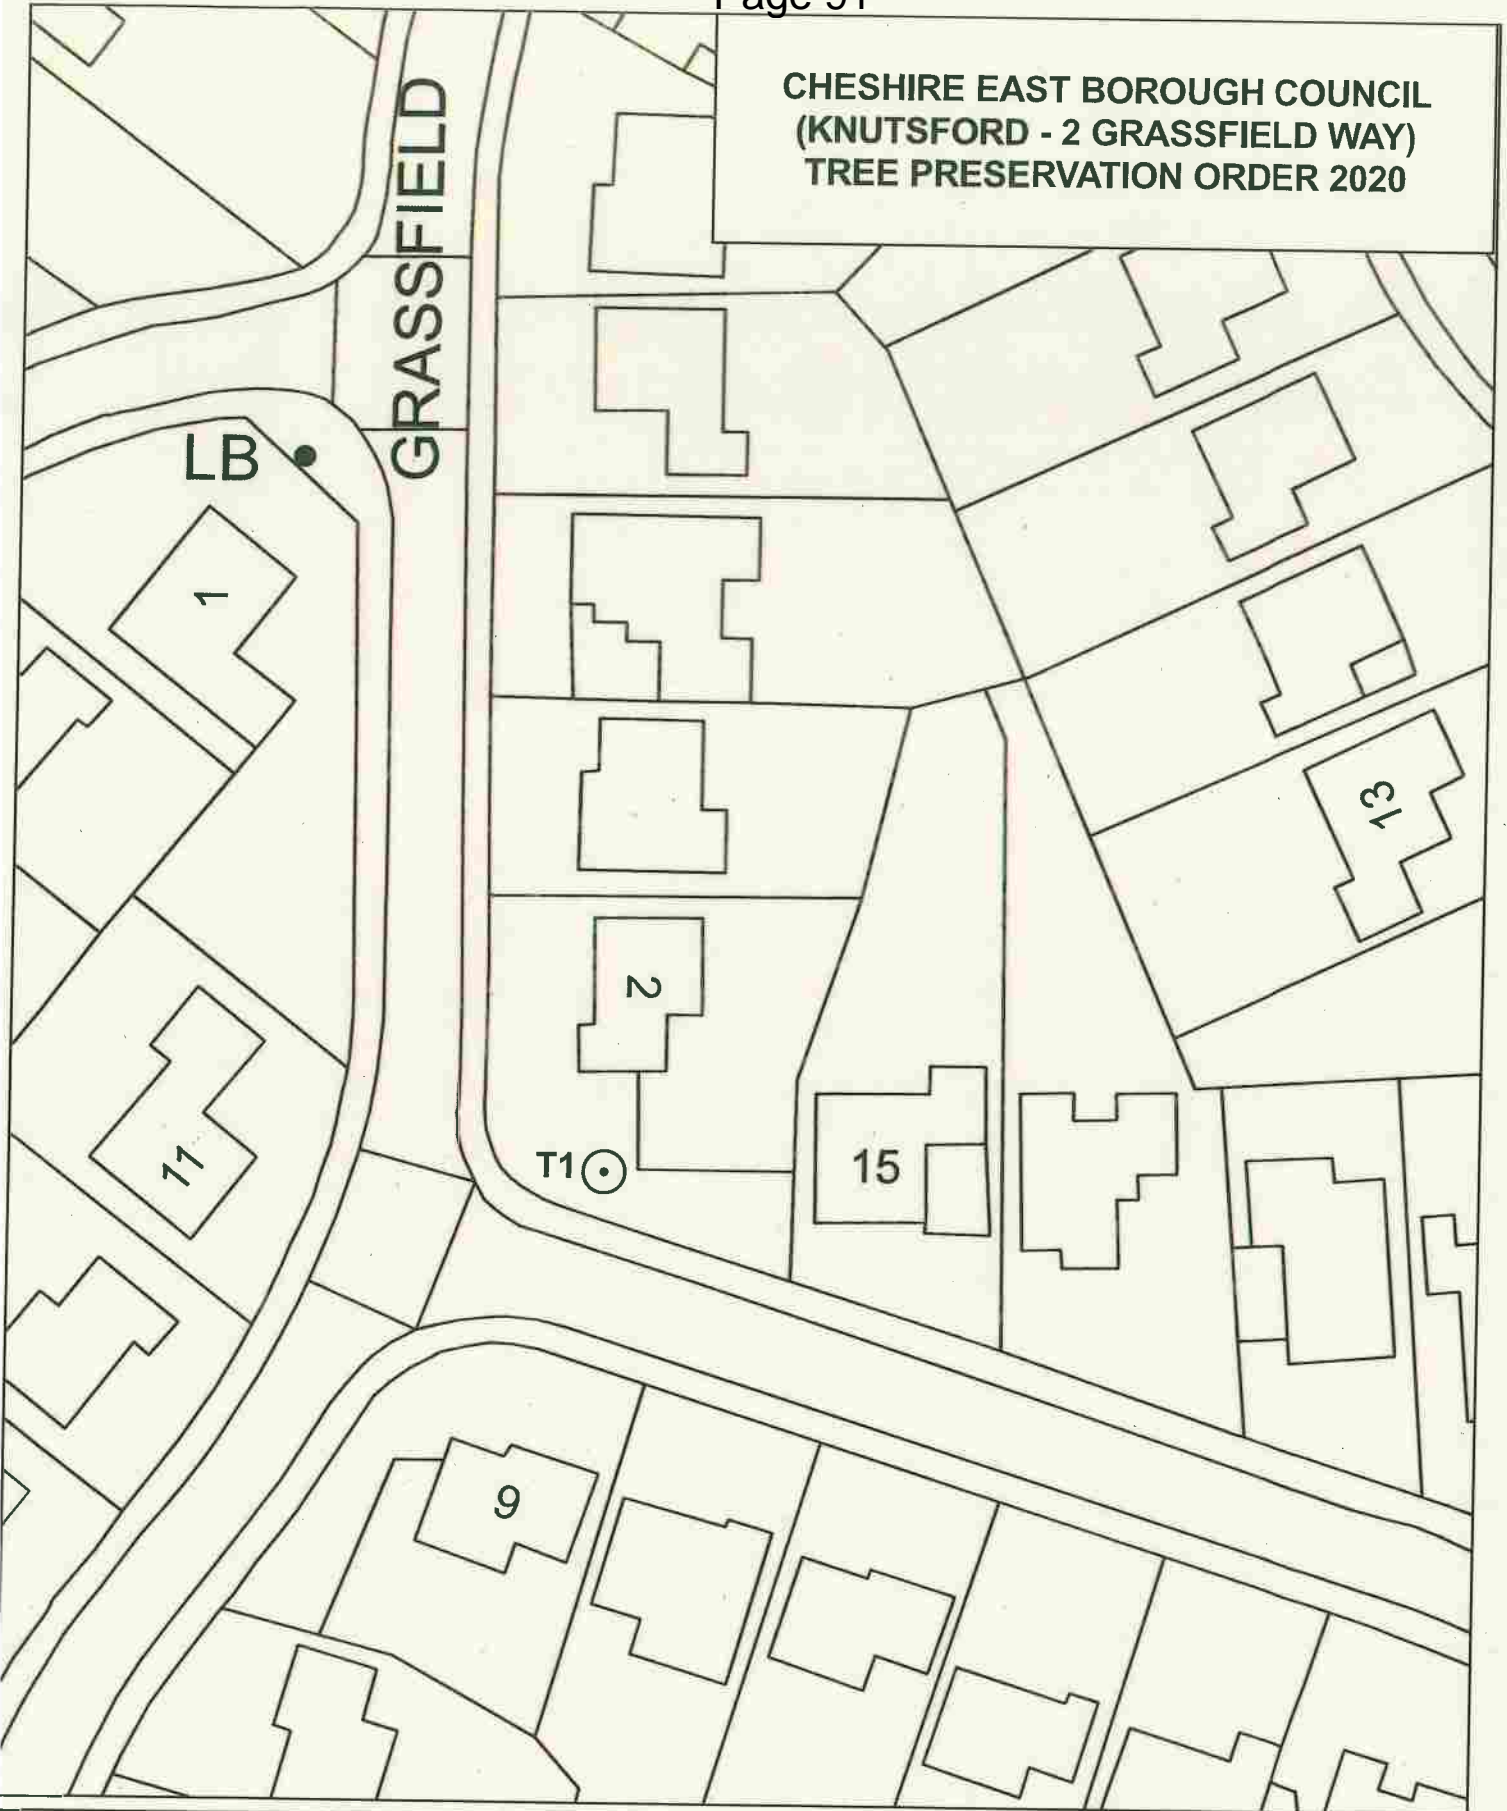 CHESHIRE EAST BOROUGH COUNCIL
(KNUTSFORD - 2 GRASSFIELD WAY)
TREE PRESERVATION ORDER 2020
GRASSFIELD
LB
1
13
2
11
T1
15
9